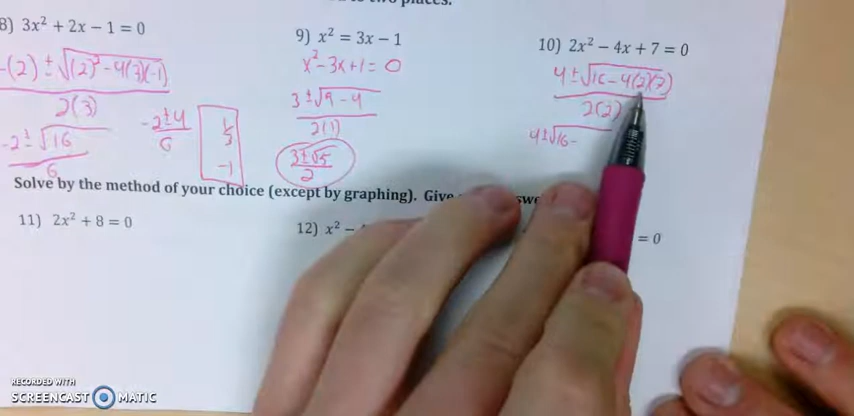 to two places.
8) 3x² + 2x − 1 = 0
-(2) ± √(2)² - 4(3)(-1)
2(3)
-2 ± √16
6
-2 ± 4
6
1/3
-1
9) x² = 3x − 1
x² - 3x + 1 = 0
3 ± √9 - 4
2(1)
3 ± √5
2
10) 2x² − 4x + 7 = 0
4 ± √16 - 4(2)(7)
2(2)
4 ± √16 -
Solve by the method of your choice (except by graphing). Give
11) 2x² + 8 = 0
12) x² −
= 0
RECORDED WITH
SCREENCAST MATIC